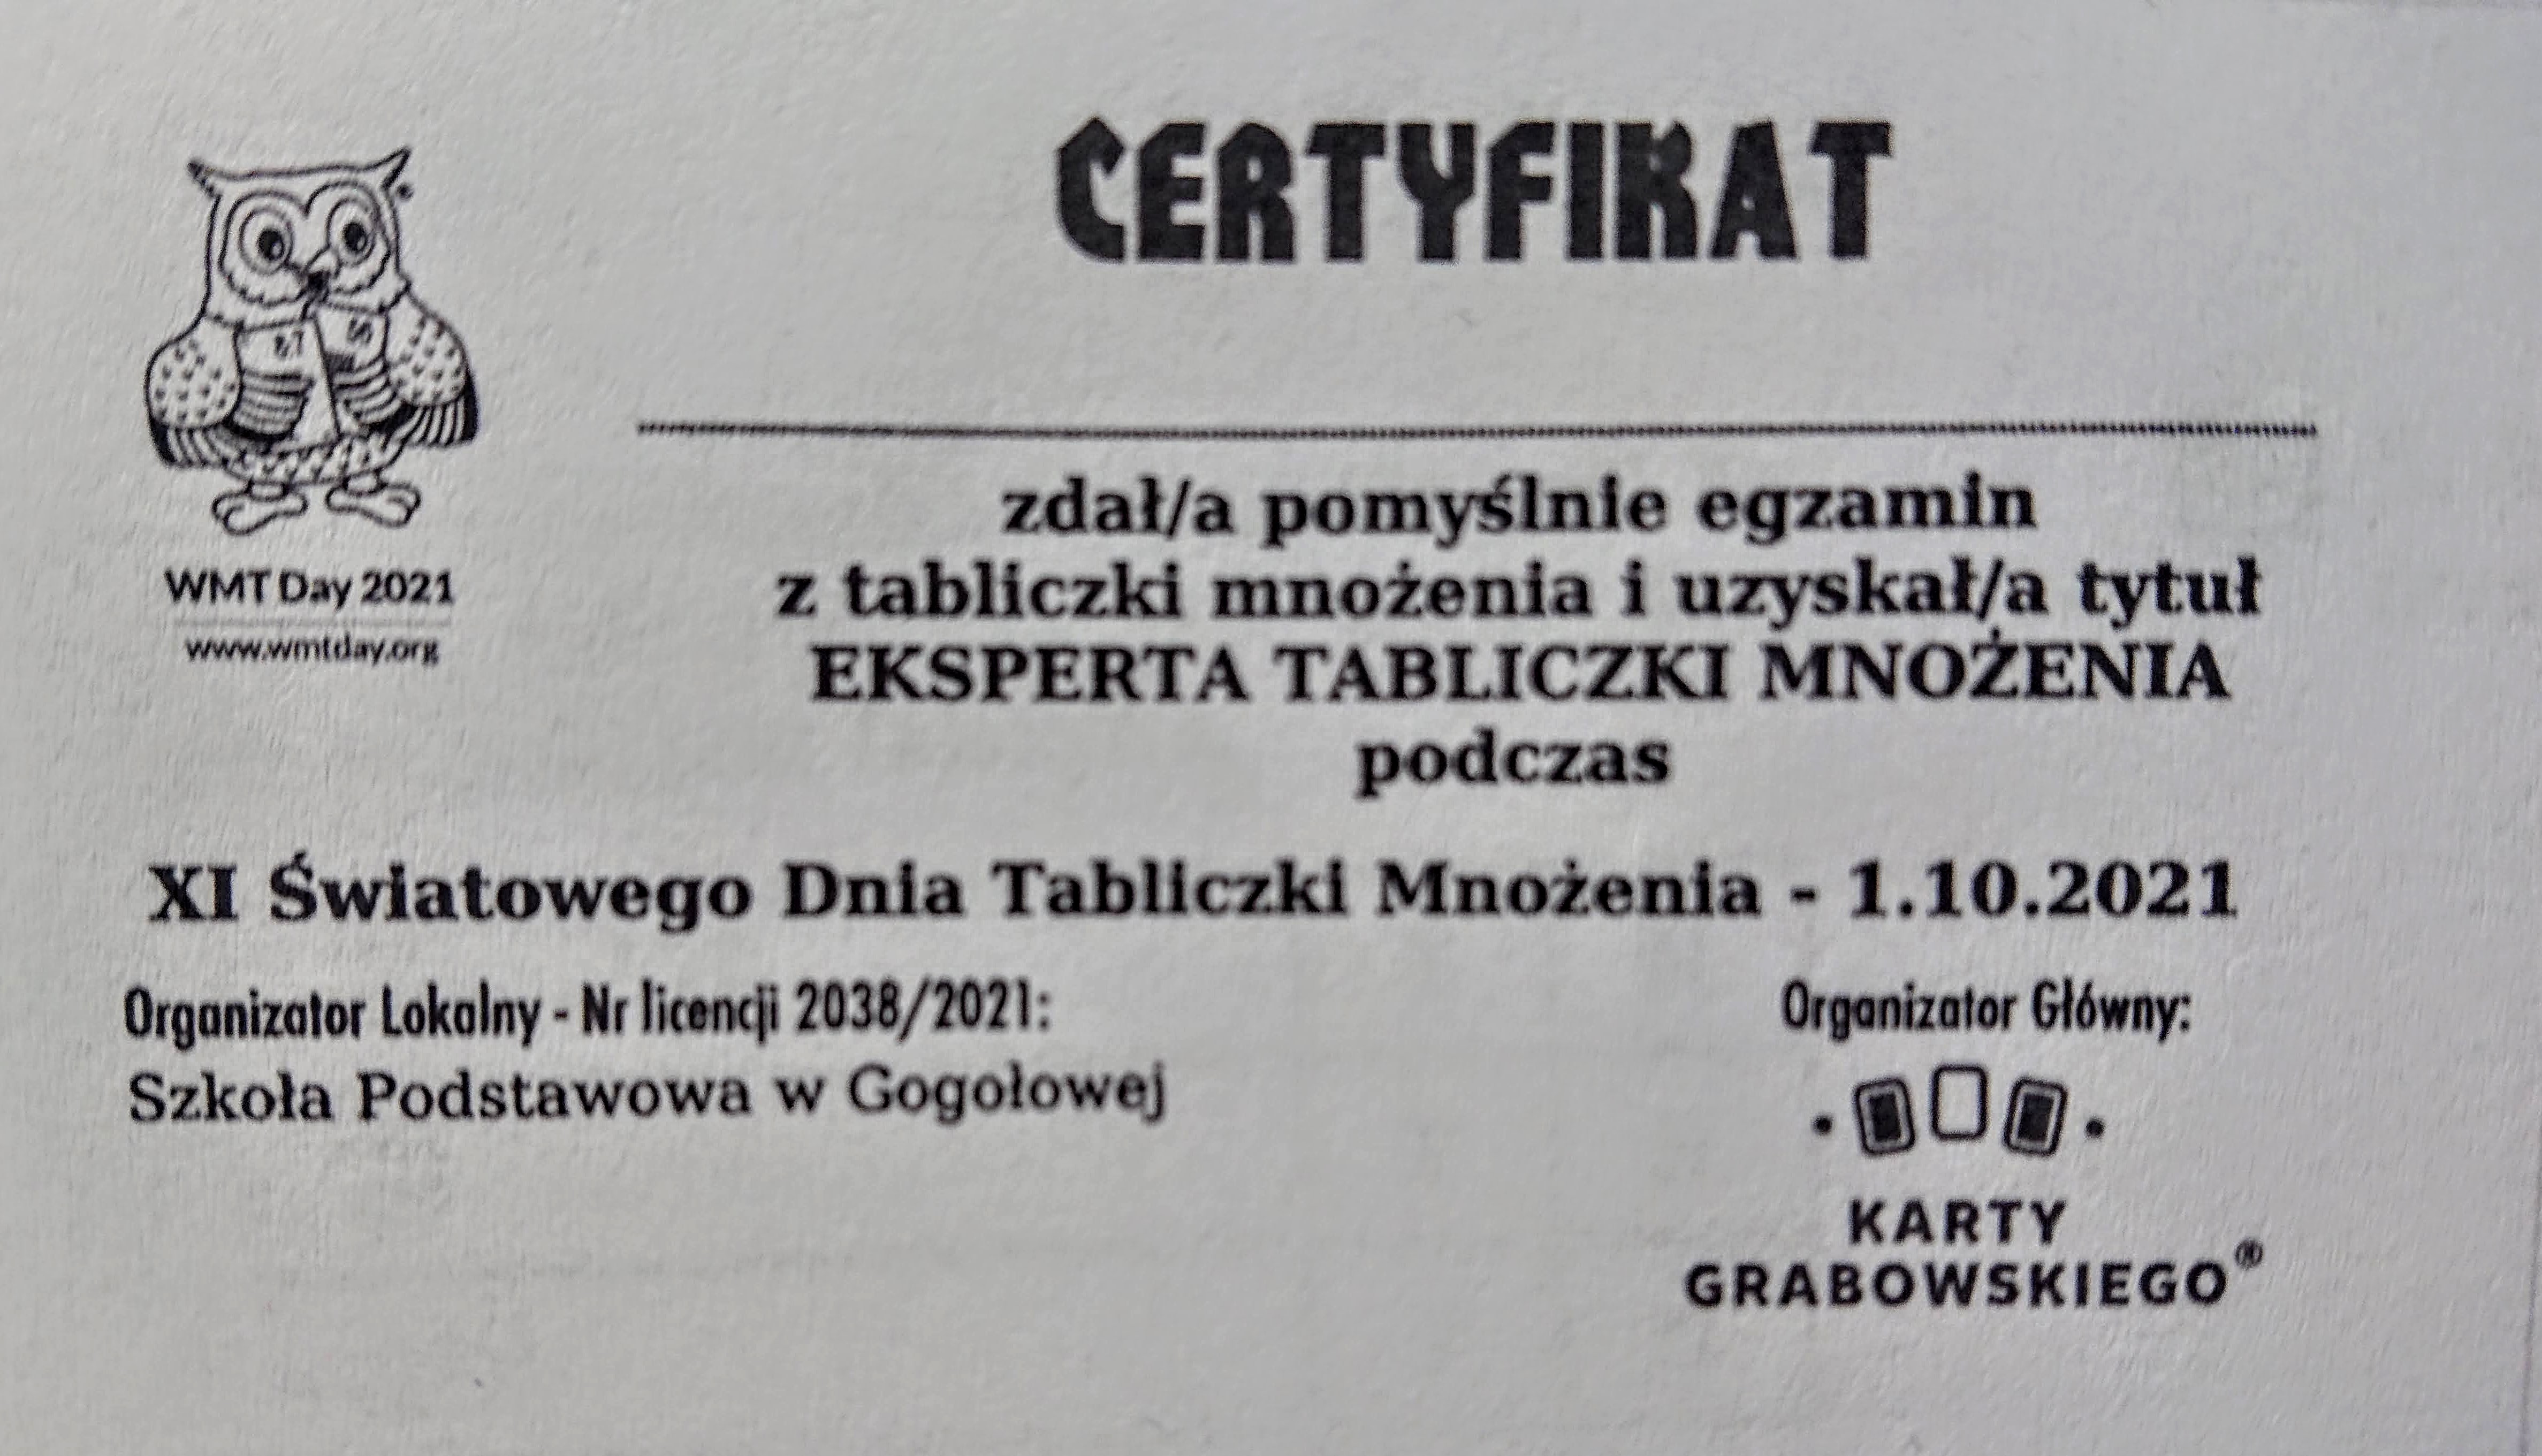 CERTYFIKAT
zdał/a pomyślnie egzamin
z tabliczki mnożenia i uzyskał/a tytuł
EKSPERTA TABLICZKI MNOŻENIA
podczas
WMT Day 2021
www.wmtday.org
XI Światowego Dnia Tabliczki Mnożenia - 1.10.2021
Organizator Lokalny - Nr licencji 2038/2021:
Szkoła Podstawowa w Gogołowej
Organizator Główny:
KARTY
GRABOWSKIEGO®